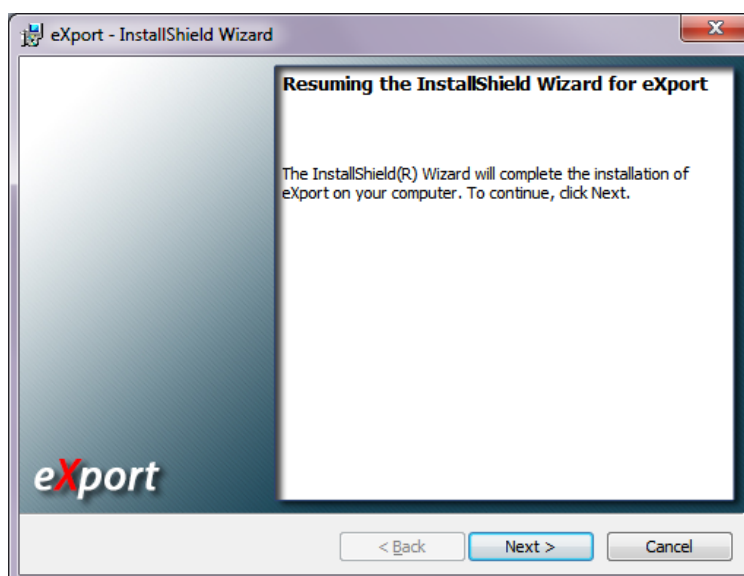 eXport - InstallShield Wizard
X
Resuming the InstallShield Wizard for eXport
The InstallShield(R) Wizard will complete the installation of
eXport on your computer. To continue, click Next.
eXport
< Back
Next >
Cancel